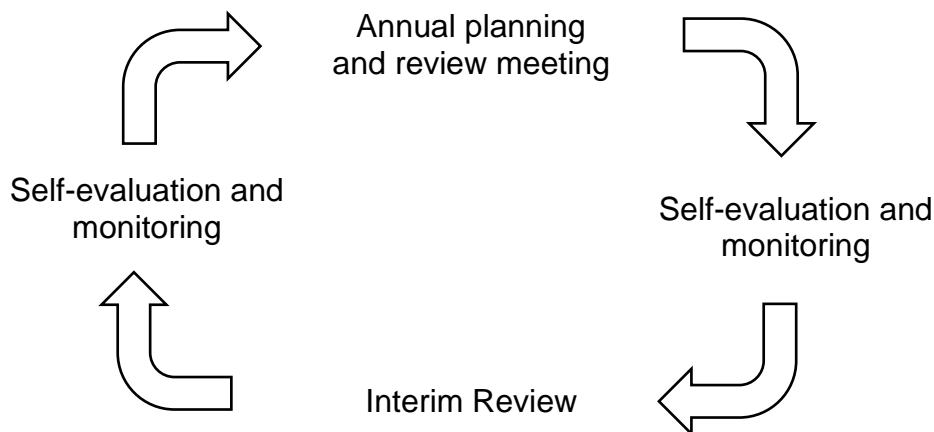 Annual planning
and review meeting
Self-evaluation and
monitoring
Self-evaluation and
monitoring
Interim Review